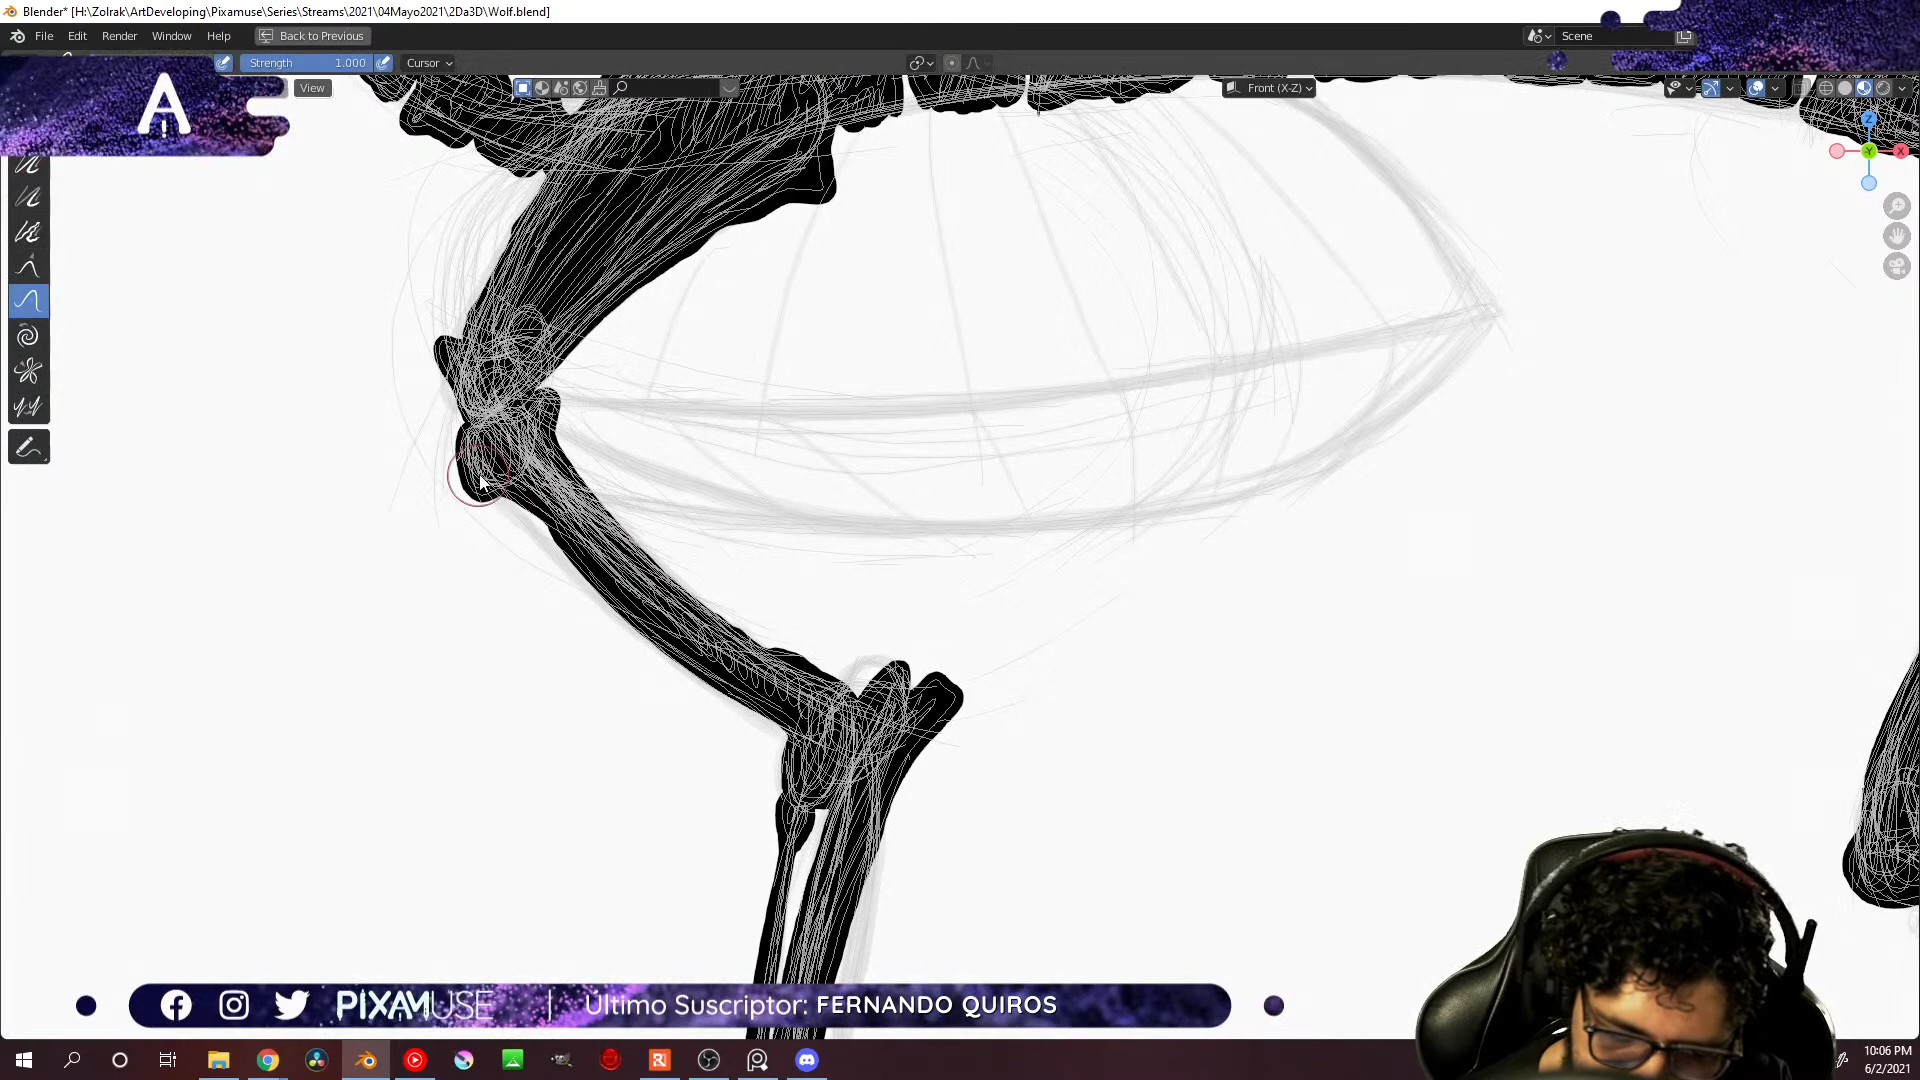 Blender* [H:\Zolrak\ArtDeveloping\Pixamuse\Series\Streams\2021\04Mayo2021\2Da3D\Wolf.blend]
File Edit Render Window Help Back to Previous Scene
Strength 1.000 Cursor
View Front (X-Z)
Z
-Y X
A
PIXAMUSE | Último Suscriptor: FERNANDO QUIROS
10:06 PM
6/2/2021